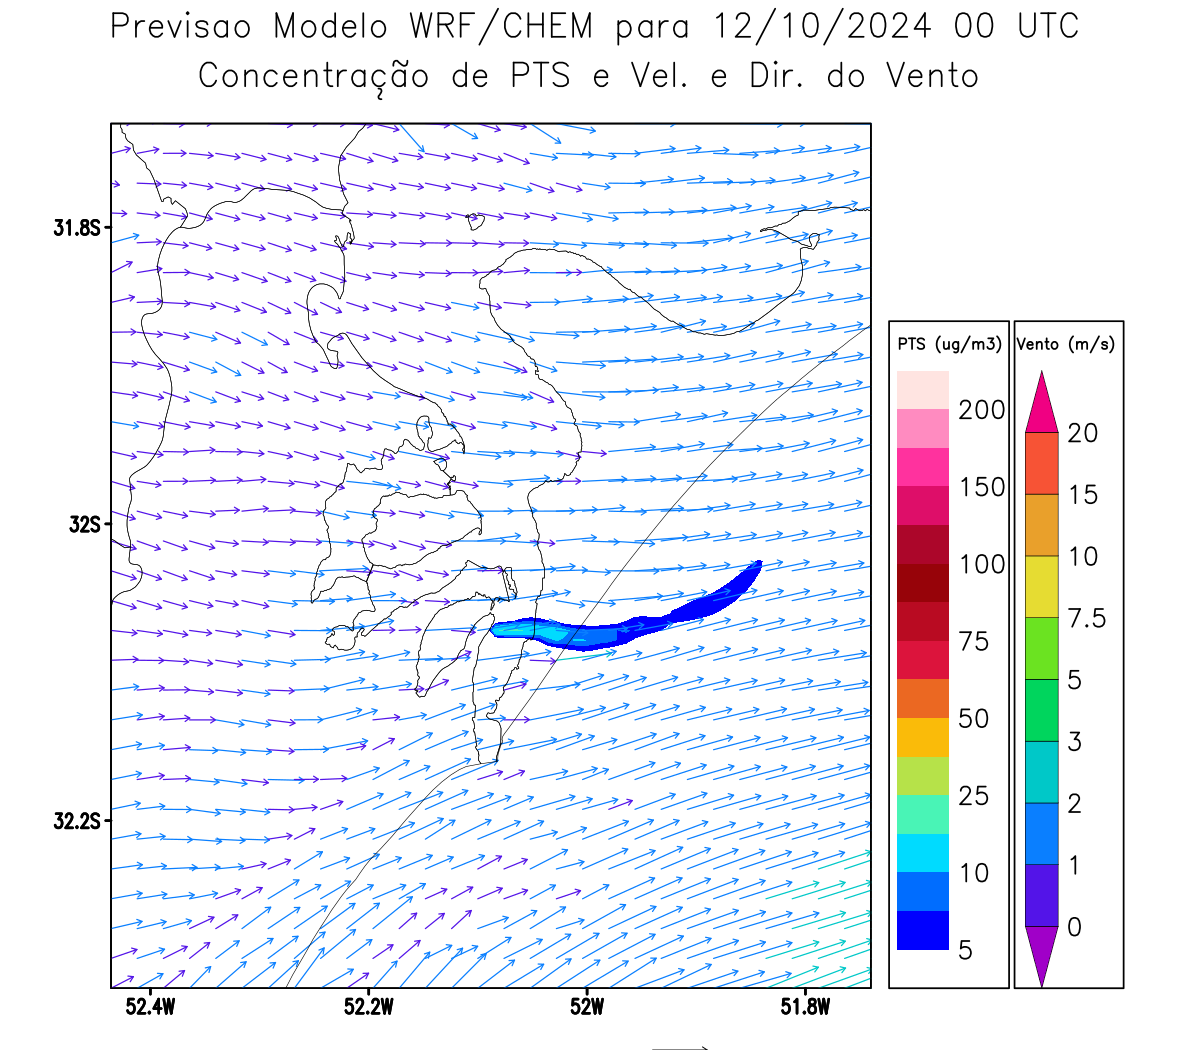 Previsao Modelo WRF/CHEM para 12/10/2024 00 UTC
Concentração de PTS e Vel. e Dir. do Vento
31.8S
32S
32.2S
52.4W
52.2W
52W
51.8W
PTS (ug/m3)
200
150
100
75
50
25
10
5
Vento (m/s)
20
15
10
7.5
5
3
2
1
0